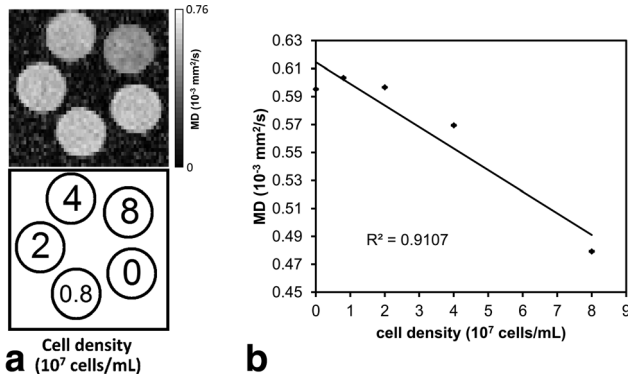 0.76
MD (10⁻³ mm²/s)
0
4
8
2
0
0.8
Cell density
(10⁷ cells/mL)
a
0.63
0.61
0.59
0.57
0.55
0.53
0.51
0.49
0.47
0.45
MD (10⁻³ mm²/s)
R² = 0.9107
0 1 2 3 4 5 6 7 8 9
cell density (10⁷ cells/mL)
b